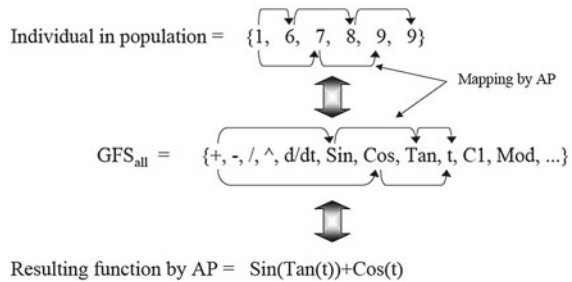 Individual in population = {1, 6, 7, 8, 9, 9}
Mapping by AP
GFSall = {+, -, /, ^, d/dt, Sin, Cos, Tan, t, C1, Mod, ...}
Resulting function by AP = Sin(Tan(t))+Cos(t)